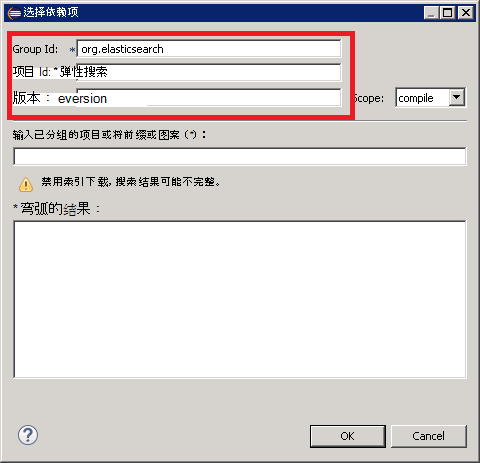 选择依赖项
Group Id: * org.elasticsearch
项目 Id: * 弹性搜索
版本： eversion
Scope: compile
输入已分组的项目或将前缀或图案 (*)：
禁用索引下载, 搜索结果可能不完整。
* 弯弧的结果：
?
OK Cancel